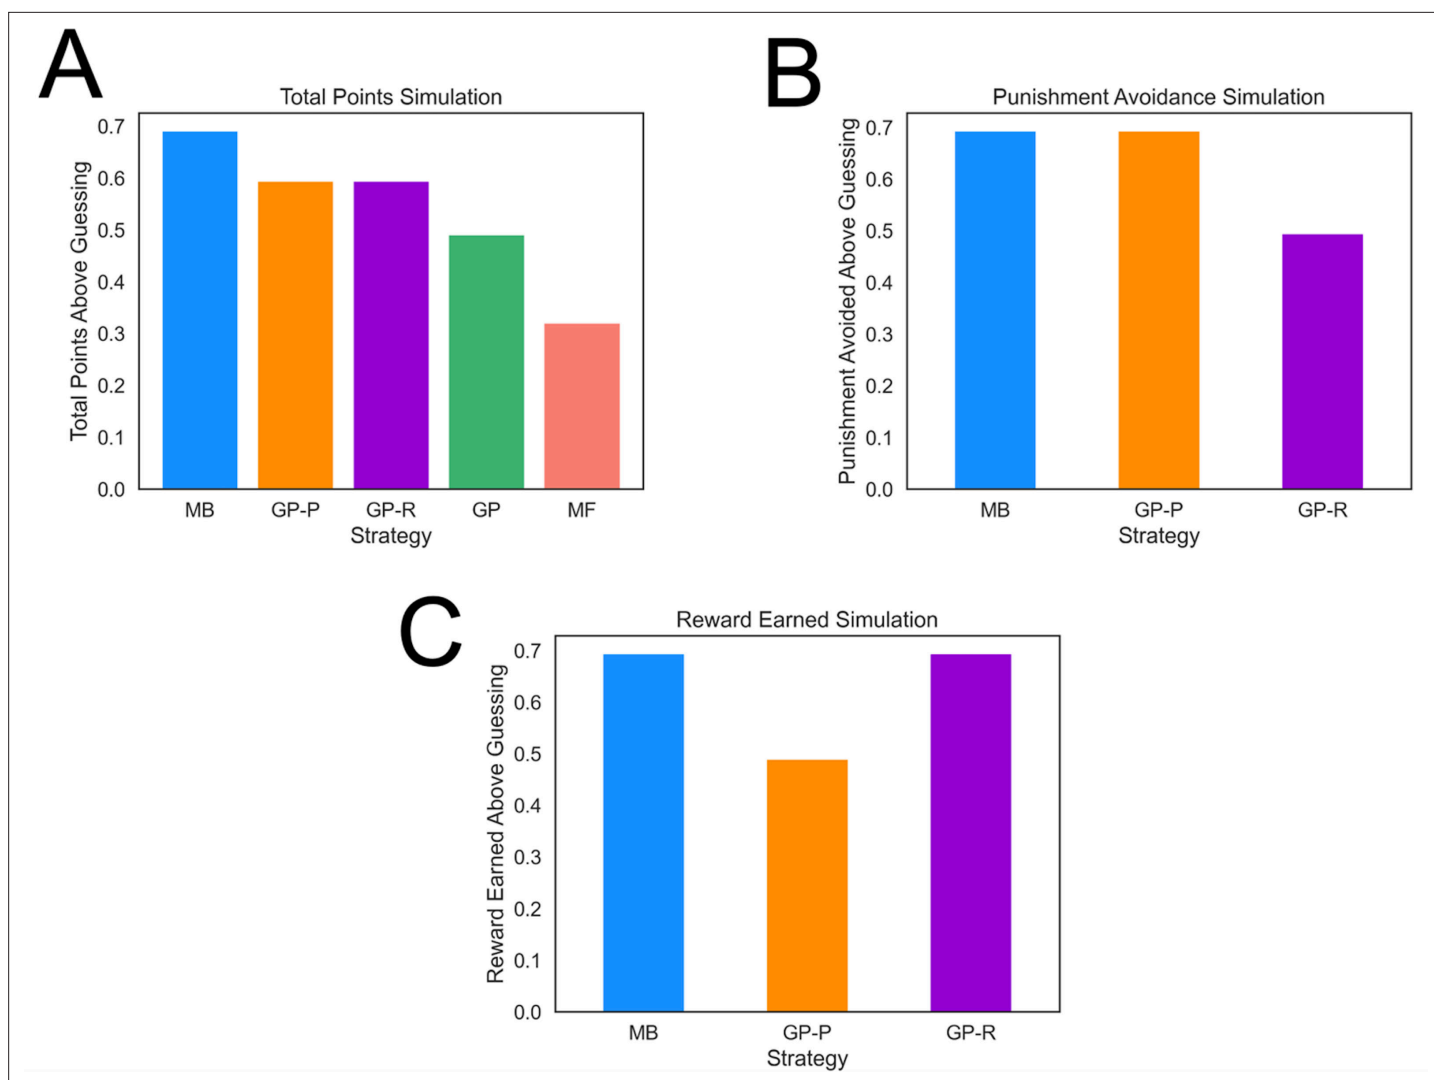 A
Total Points Simulation
Total Points Above Guessing
0.7
0.6
0.5
0.4
0.3
0.2
0.1
0.0
MB GP-P GP-R GP MF
Strategy
B
Punishment Avoidance Simulation
Punishment Avoided Above Guessing
0.7
0.6
0.5
0.4
0.3
0.2
0.1
0.0
MB GP-P GP-R
Strategy
C
Reward Earned Simulation
Reward Earned Above Guessing
0.7
0.6
0.5
0.4
0.3
0.2
0.1
0.0
MB GP-P GP-R
Strategy